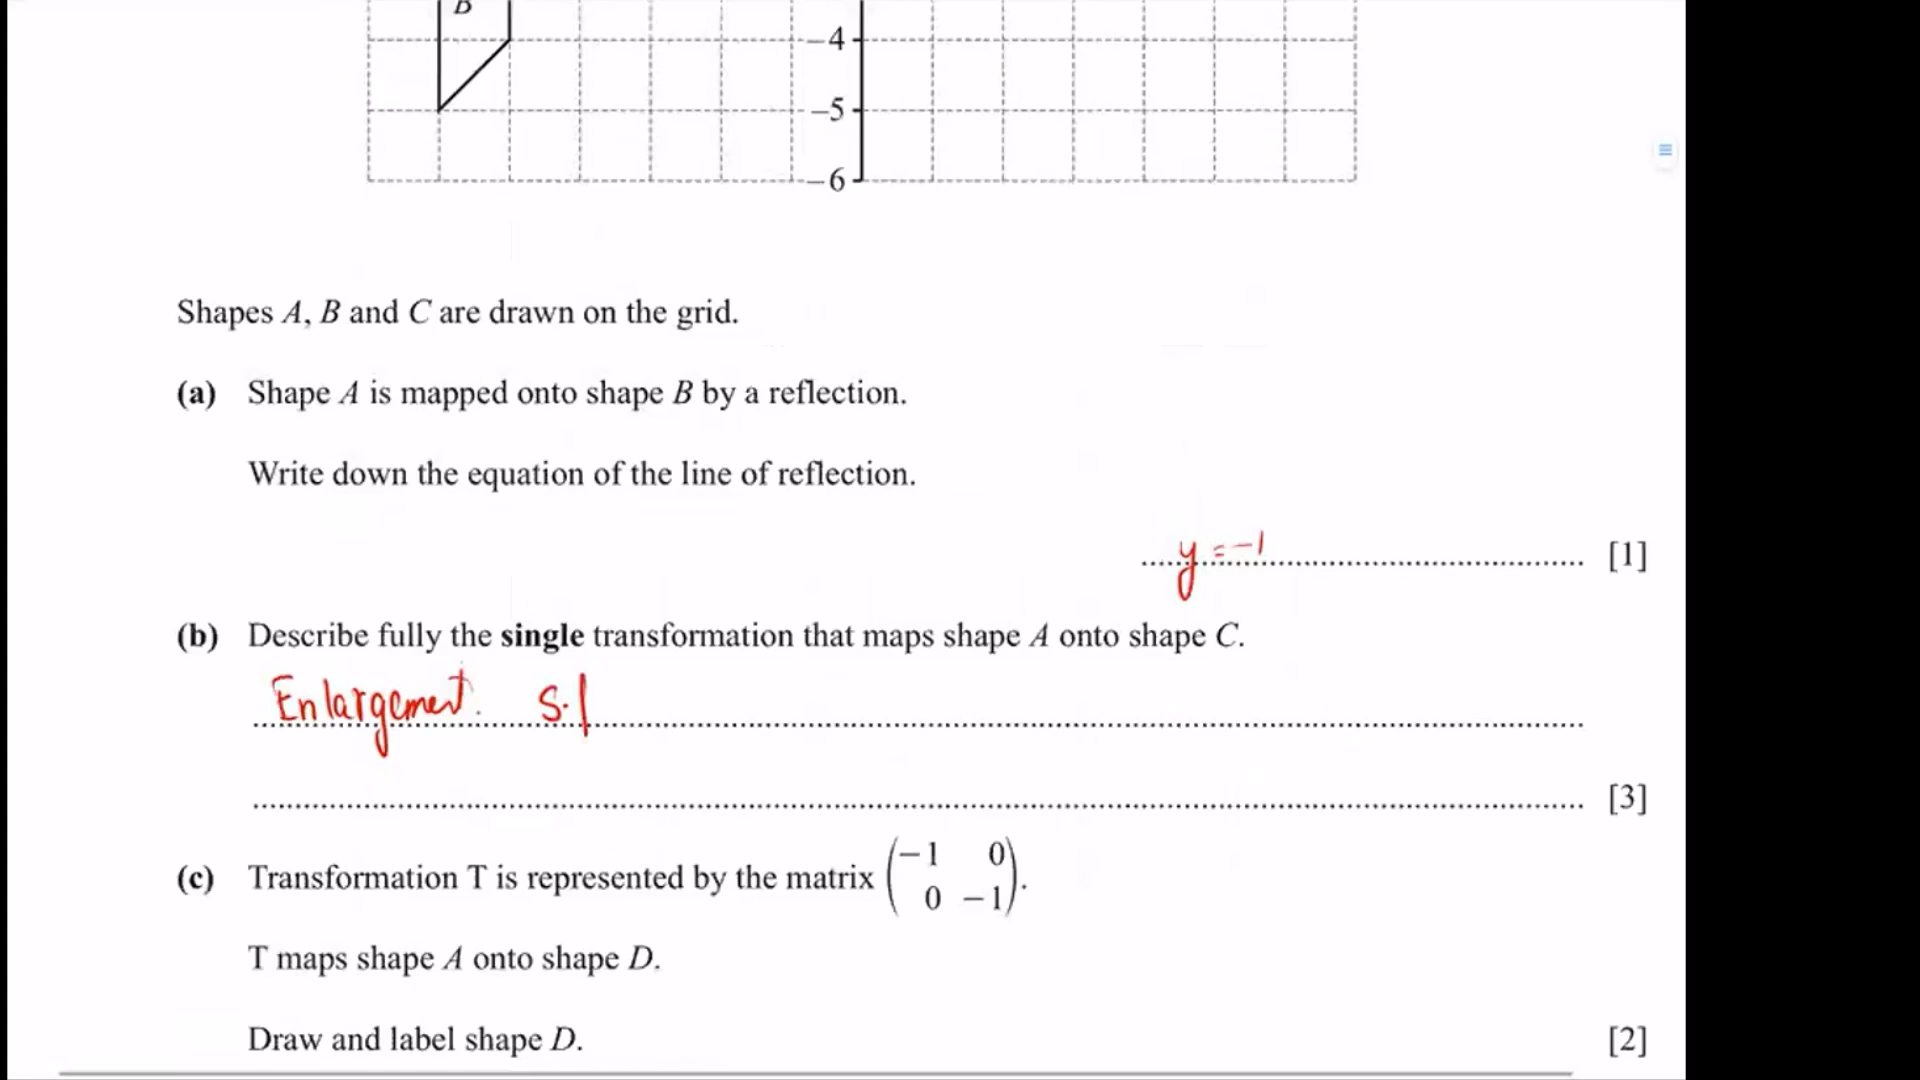 B
–4
–5
–6
Shapes A, B and C are drawn on the grid.
(a) Shape A is mapped onto shape B by a reflection.
Write down the equation of the line of reflection.
y = -1 [1]
(b) Describe fully the single transformation that maps shape A onto shape C.
Enlargement. S.f
[3]
(c) Transformation T is represented by the matrix (−1 0
0 −1).
T maps shape A onto shape D.
Draw and label shape D. [2]